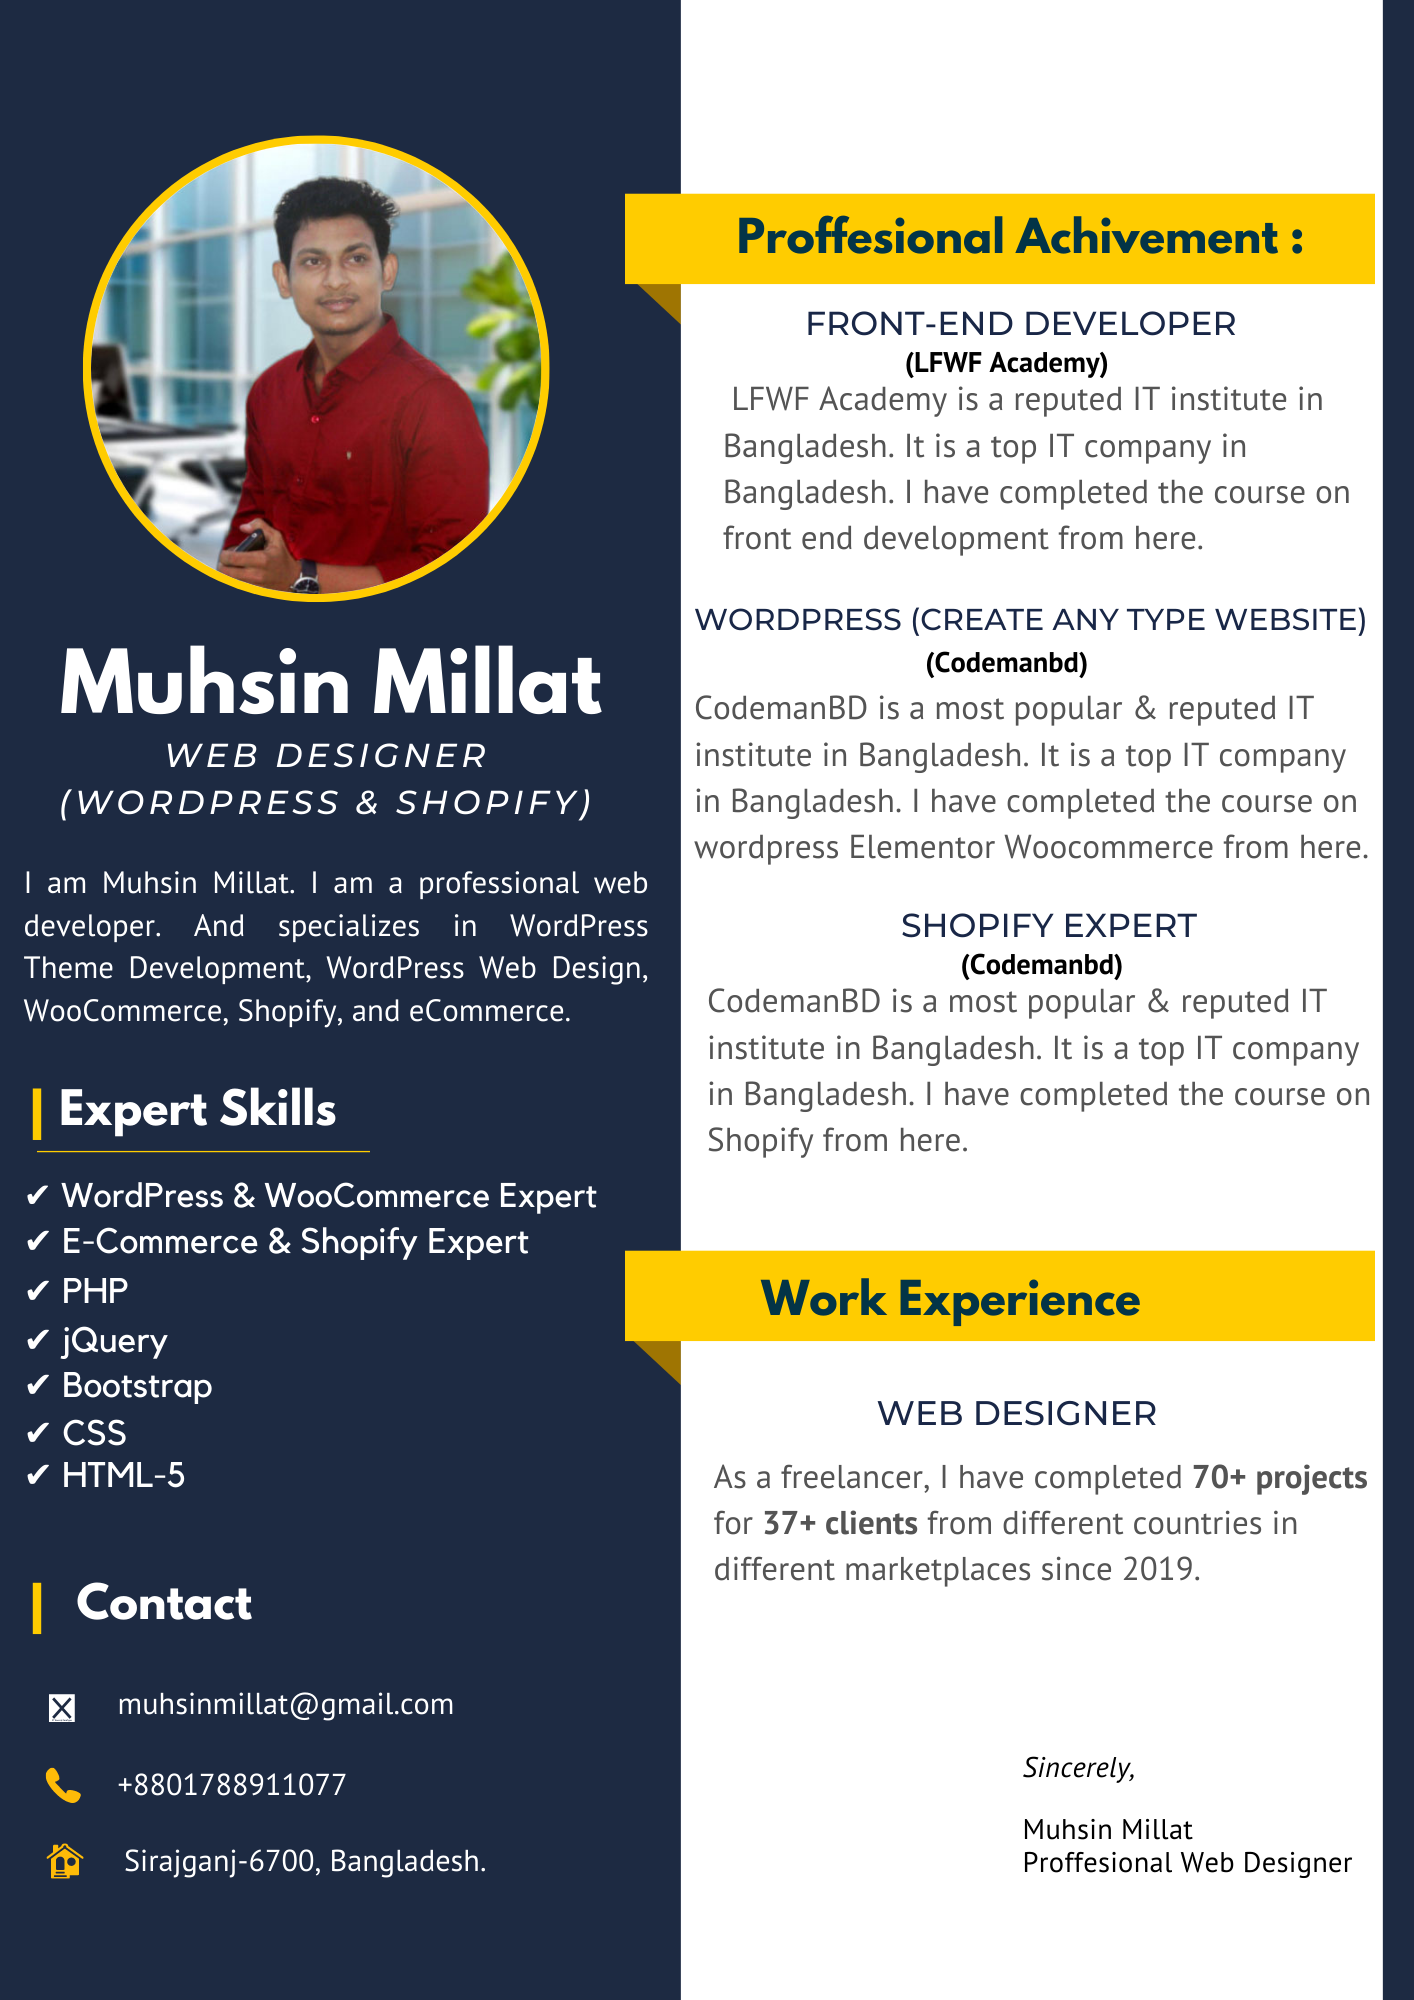 Muhsin Millat
WEB DESIGNER
(WORDPRESS & SHOPIFY)
I am Muhsin Millat. I am a professional web
developer. And specializes in WordPress
Theme Development, WordPress Web Design,
WooCommerce, Shopify, and eCommerce.
Expert Skills
✔ WordPress & WooCommerce Expert
✔ E-Commerce & Shopify Expert
✔ PHP
✔ jQuery
✔ Bootstrap
✔ CSS
✔ HTML-5
Contact
muhsinmillat@gmail.com
+8801788911077
Sirajganj-6700, Bangladesh.
Proffesional Achivement :
FRONT-END DEVELOPER
(LFWF Academy)
LFWF Academy is a reputed IT institute in
Bangladesh. It is a top IT company in
Bangladesh. I have completed the course on
front end development from here.
WORDPRESS (CREATE ANY TYPE WEBSITE)
(Codemanbd)
CodemanBD is a most popular & reputed IT
institute in Bangladesh. It is a top IT company
in Bangladesh. I have completed the course on
wordpress Elementor Woocommerce from here.
SHOPIFY EXPERT
(Codemanbd)
CodemanBD is a most popular & reputed IT
institute in Bangladesh. It is a top IT company
in Bangladesh. I have completed the course on
Shopify from here.
Work Experience
WEB DESIGNER
As a freelancer, I have completed 70+ projects
for 37+ clients from different countries in
different marketplaces since 2019.
Sincerely,
Muhsin Millat
Proffesional Web Designer